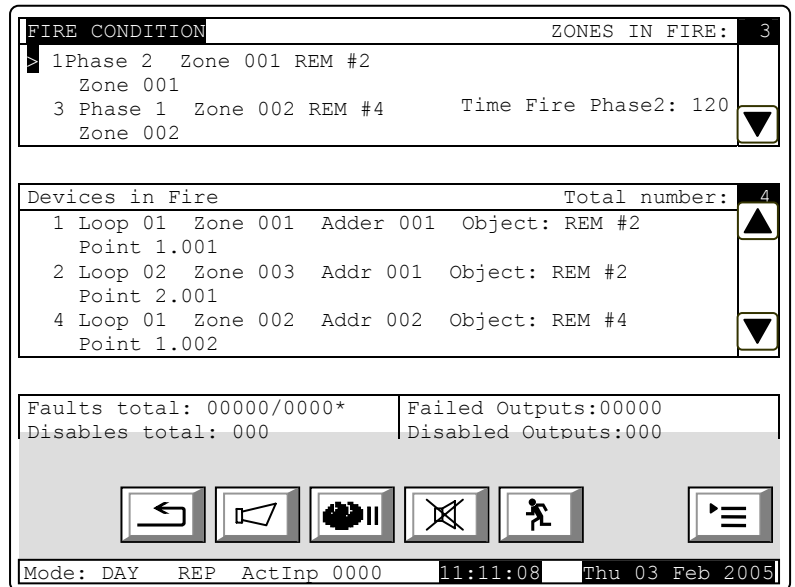 FIRE CONDITION ZONES IN FIRE: 3
> 1Phase 2 Zone 001 REM #2
Zone 001
3 Phase 1 Zone 002 REM #4 Time Fire Phase2: 120
Zone 002
Devices in Fire Total number: 4
1 Loop 01 Zone 001 Adder 001 Object: REM #2
Point 1.001
2 Loop 02 Zone 003 Addr 001 Object: REM #2
Point 2.001
4 Loop 01 Zone 002 Addr 002 Object: REM #4
Point 1.002
Faults total: 00000/0000* Failed Outputs:00000
Disables total: 000 Disabled Outputs:000
Mode: DAY REP ActInp 0000 11:11:08 Thu 03 Feb 2005